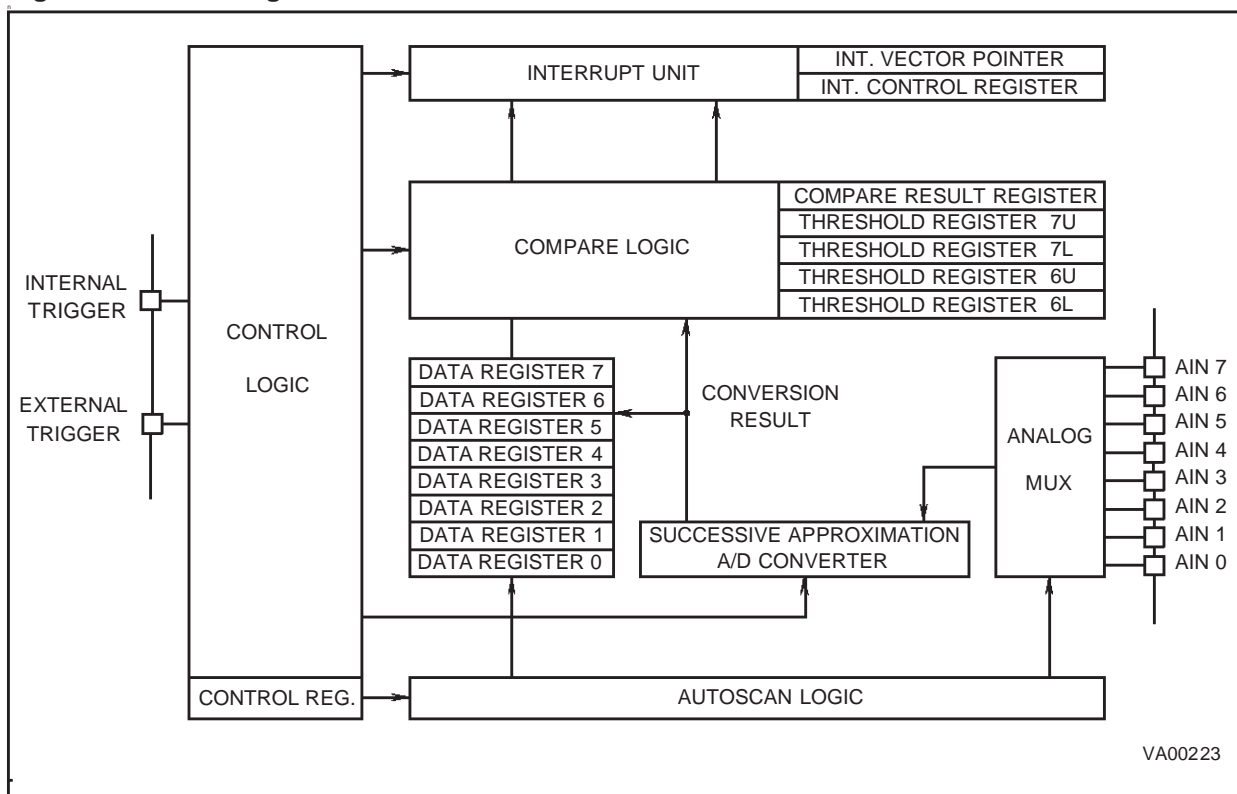 INTERRUPT UNIT
INT. VECTOR POINTER
INT. CONTROL REGISTER
COMPARE LOGIC
COMPARE RESULT REGISTER
THRESHOLD REGISTER 7U
THRESHOLD REGISTER 7L
THRESHOLD REGISTER 6U
THRESHOLD REGISTER 6L
INTERNAL
TRIGGER
EXTERNAL
TRIGGER
CONTROL
LOGIC
DATA REGISTER 7
DATA REGISTER 6
DATA REGISTER 5
DATA REGISTER 4
DATA REGISTER 3
DATA REGISTER 2
DATA REGISTER 1
DATA REGISTER 0
CONVERSION
RESULT
SUCCESSIVE APPROXIMATION
A/D CONVERTER
ANALOG
MUX
AIN 7
AIN 6
AIN 5
AIN 4
AIN 3
AIN 2
AIN 1
AIN 0
CONTROL REG.
AUTOSCAN LOGIC
VA00223